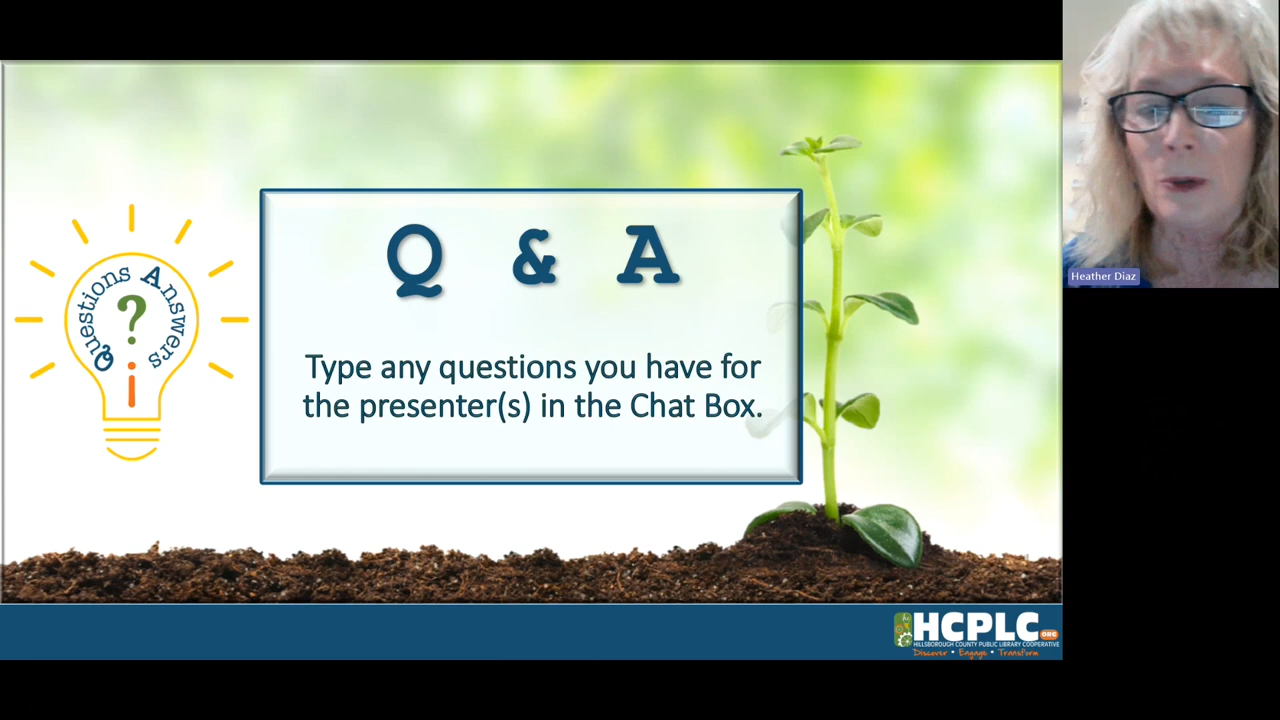 Questions Answers
Q & A
Type any questions you have for
the presenter(s) in the Chat Box.
Heather Diaz
HCPLC.ORG
HILLSBOROUGH COUNTY PUBLIC LIBRARY COOPERATIVE
Discover • Engage • Transform